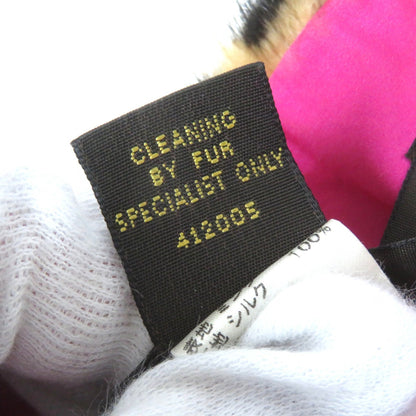 CLEANING
BY FUR
SPECIALIST ONLY
412005
100%
シルク